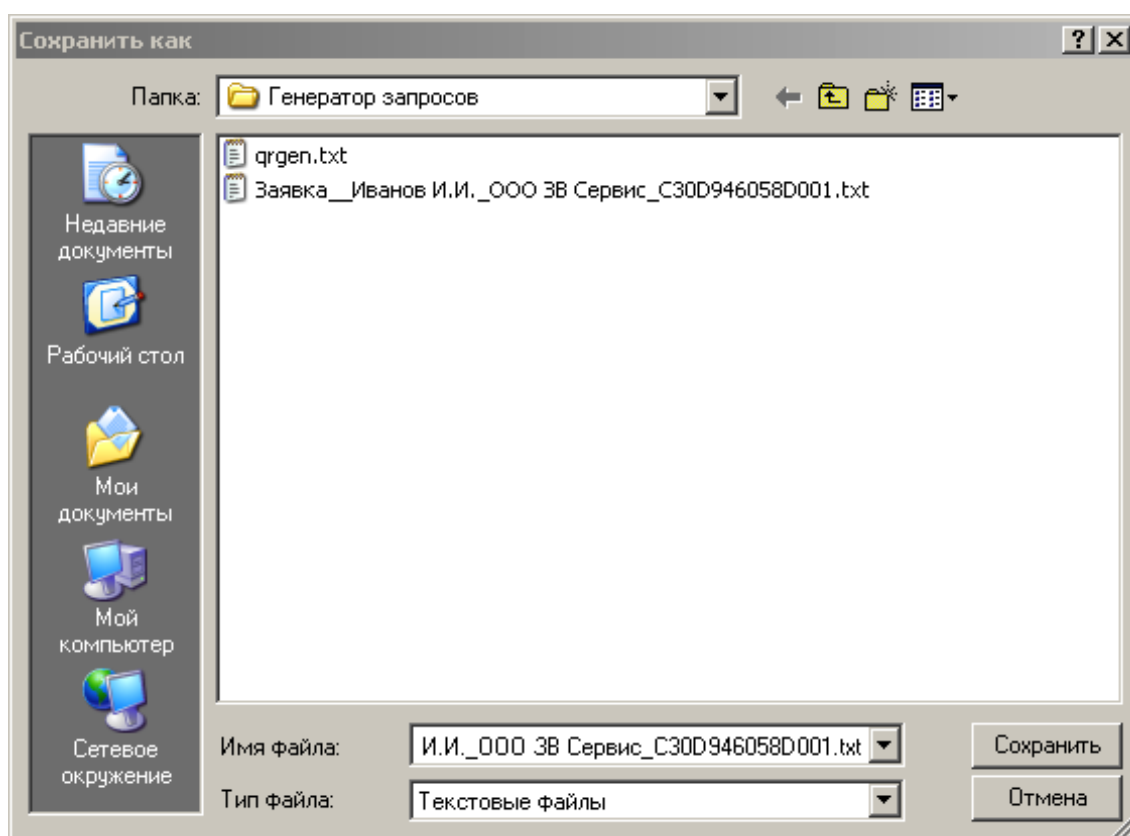 Сохранить как
Папка:
Генератор запросов
qrgen.txt
Заявка__Иванов И.И._ООО ЗВ Сервис_C30D946058D001.txt
Недавние
документы
Рабочий стол
Мои
документы
Мой
компьютер
Сетевое
окружение
Имя файла:
И.И._ООО ЗВ Сервис_C30D946058D001.txt
Сохранить
Тип файла:
Текстовые файлы
Отмена